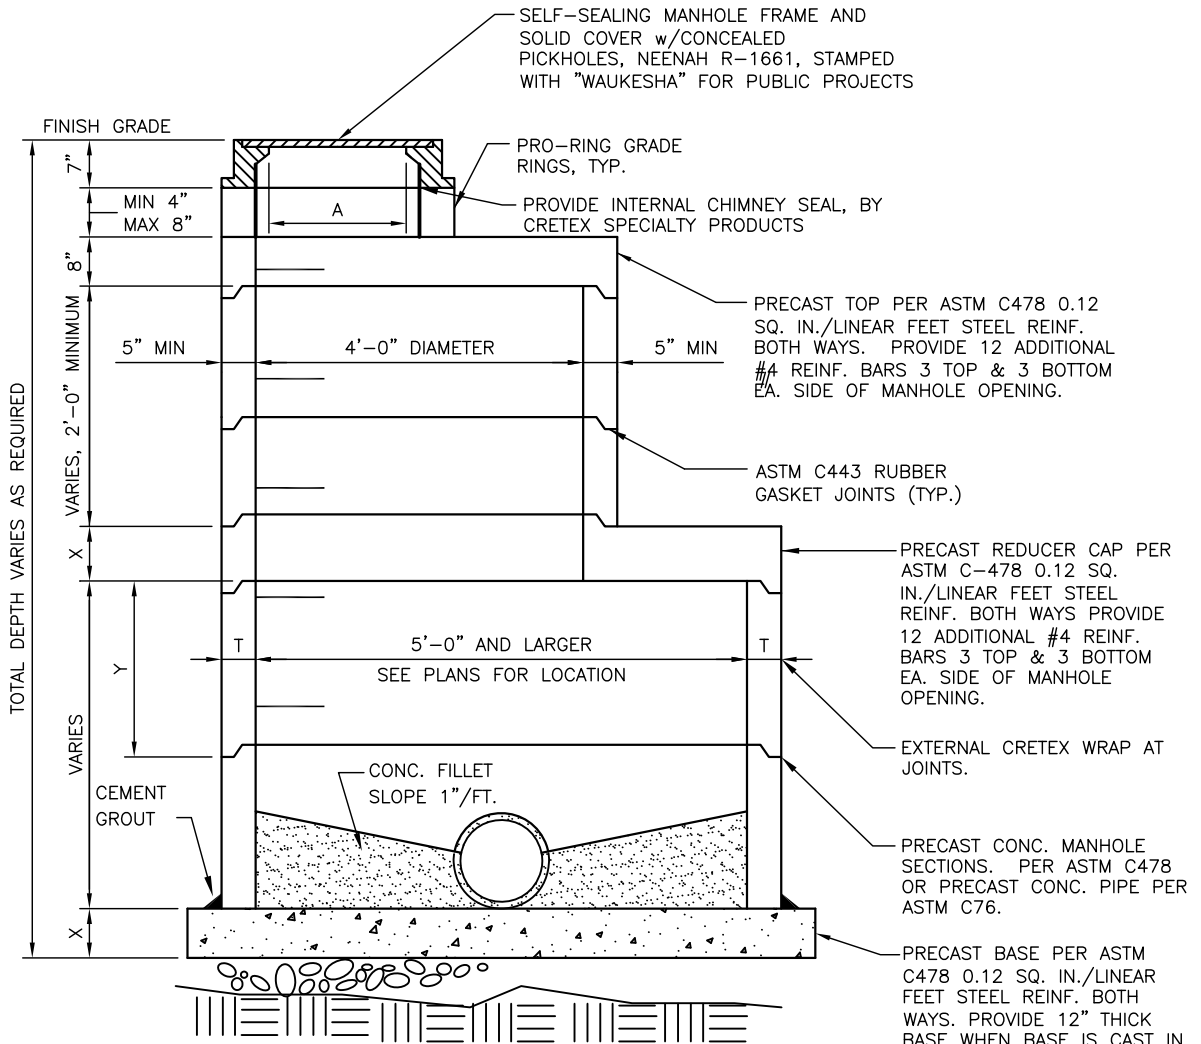 SELF-SEALING MANHOLE FRAME AND
SOLID COVER w/CONCEALED
PICKHOLES, NEENAH R-1661, STAMPED
WITH "WAUKESHA" FOR PUBLIC PROJECTS
FINISH GRADE
7"
PRO-RING GRADE
RINGS, TYP.
MIN 4"
MAX 8"
A
PROVIDE INTERNAL CHIMNEY SEAL, BY
CRETEX SPECIALTY PRODUCTS
8"
PRECAST TOP PER ASTM C478 0.12
SQ. IN./LINEAR FEET STEEL REINF.
BOTH WAYS. PROVIDE 12 ADDITIONAL
#4 REINF. BARS 3 TOP & 3 BOTTOM
EA. SIDE OF MANHOLE OPENING.
5" MIN
4'-0" DIAMETER
5" MIN
VARIES, 2'-0" MINIMUM
TOTAL DEPTH VARIES AS REQUIRED
ASTM C443 RUBBER
GASKET JOINTS (TYP.)
X
PRECAST REDUCER CAP PER
ASTM C-478 0.12 SQ.
IN./LINEAR FEET STEEL
REINF. BOTH WAYS PROVIDE
12 ADDITIONAL #4 REINF.
BARS 3 TOP & 3 BOTTOM
EA. SIDE OF MANHOLE
OPENING.
T
5'-0" AND LARGER
T
SEE PLANS FOR LOCATION
Y
VARIES
EXTERNAL CRETEX WRAP AT
JOINTS.
CONC. FILLET
SLOPE 1"/FT.
CEMENT
GROUT
PRECAST CONC. MANHOLE
SECTIONS. PER ASTM C478
OR PRECAST CONC. PIPE PER
ASTM C76.
X
PRECAST BASE PER ASTM
C478 0.12 SQ. IN./LINEAR
FEET STEEL REINF. BOTH
WAYS. PROVIDE 12" THICK
BASE WHEN BASE IS CAST IN